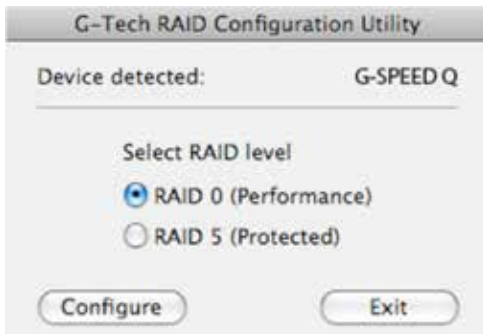 G-Tech RAID Configuration Utility
Device detected: G-SPEED Q
Select RAID level
RAID 0 (Performance)
RAID 5 (Protected)
Configure Exit